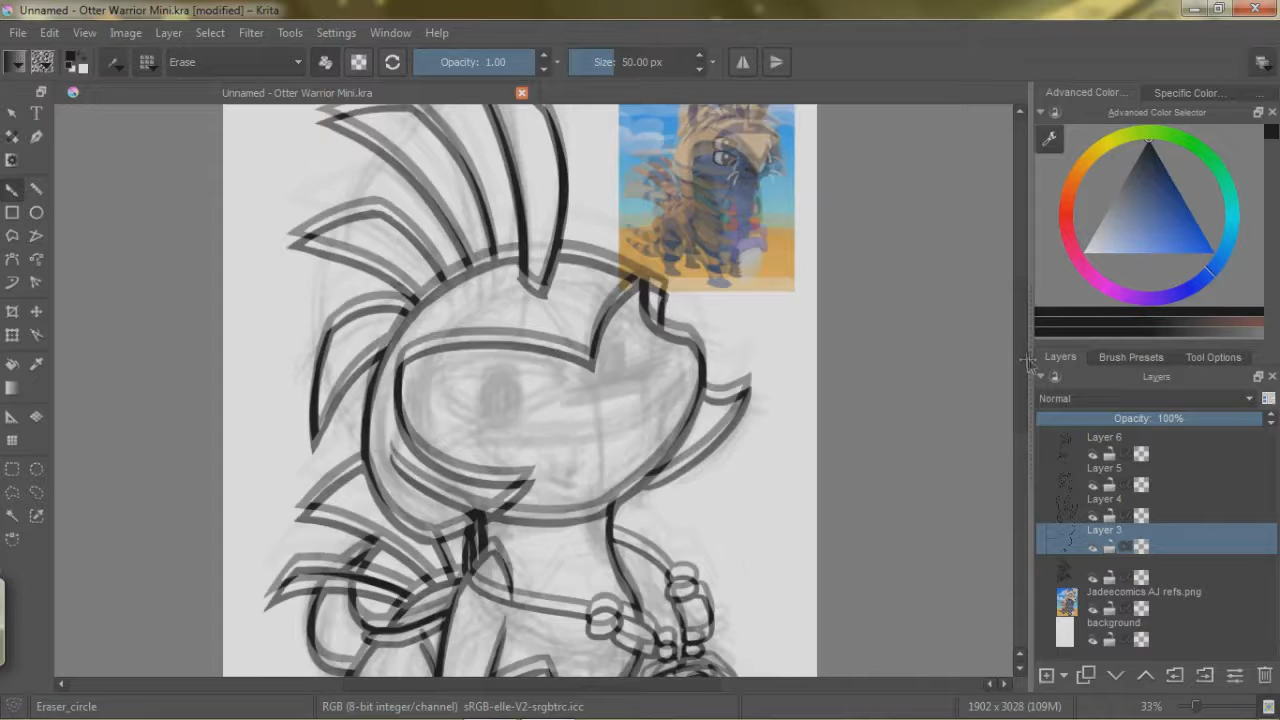 Unnamed - Otter Warrior Mini.kra [modified] – Krita
File Edit View Image Layer Select Filter Tools Settings Window Help
Erase Opacity: 1.00 Size: 50.00 px
Unnamed - Otter Warrior Mini.kra
Advanced Color... Specific Color... ...
Advanced Color Selector
Layers Brush Presets Tool Options
Layers
Normal
Opacity: 100%
Layer 6
Layer 5
Layer 4
Layer 3
Jadeecomics AJ refs.png
background
Eraser_circle RGB (8-bit integer/channel) sRGB-elle-V2-srgbtrc.icc 1902 x 3028 (109M) 33%